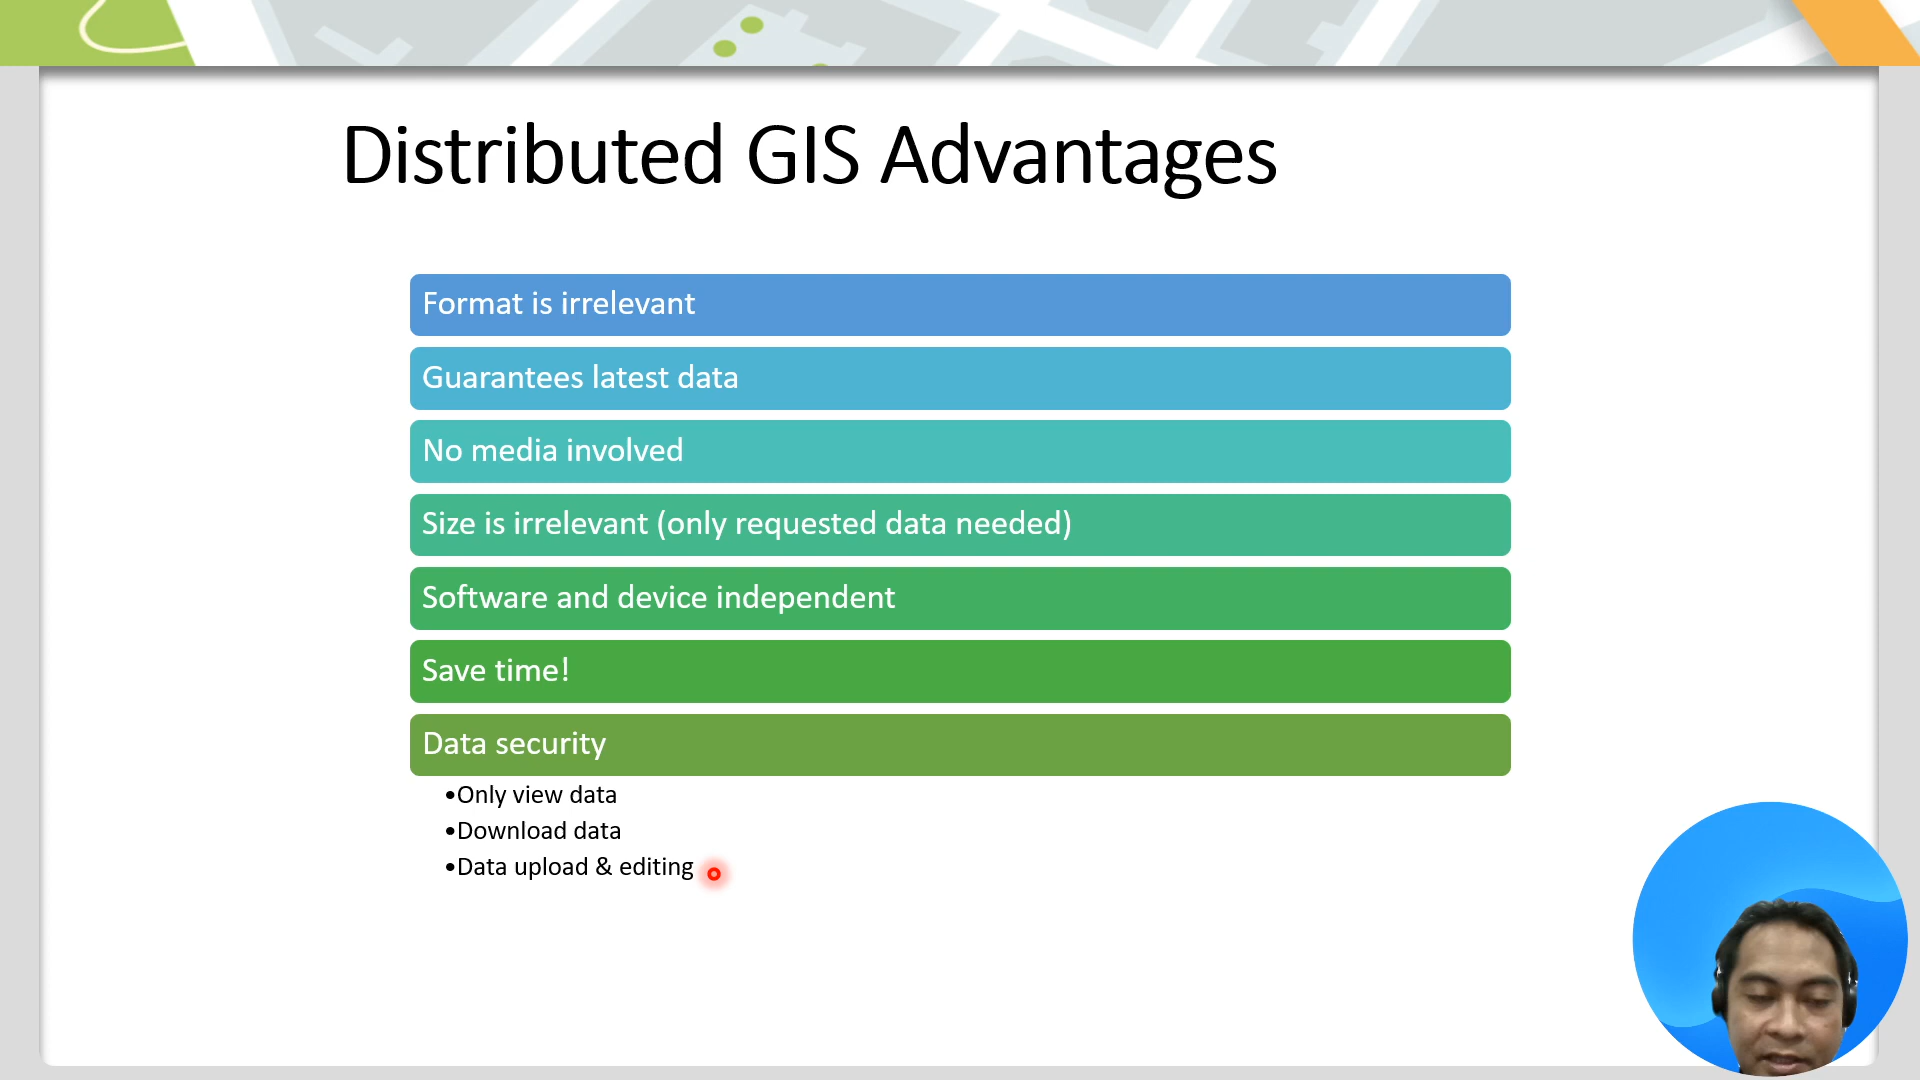 Distributed GIS Advantages
Format is irrelevant
Guarantees latest data
No media involved
Size is irrelevant (only requested data needed)
Software and device independent
Save time!
Data security
•Only view data
•Download data
•Data upload & editing